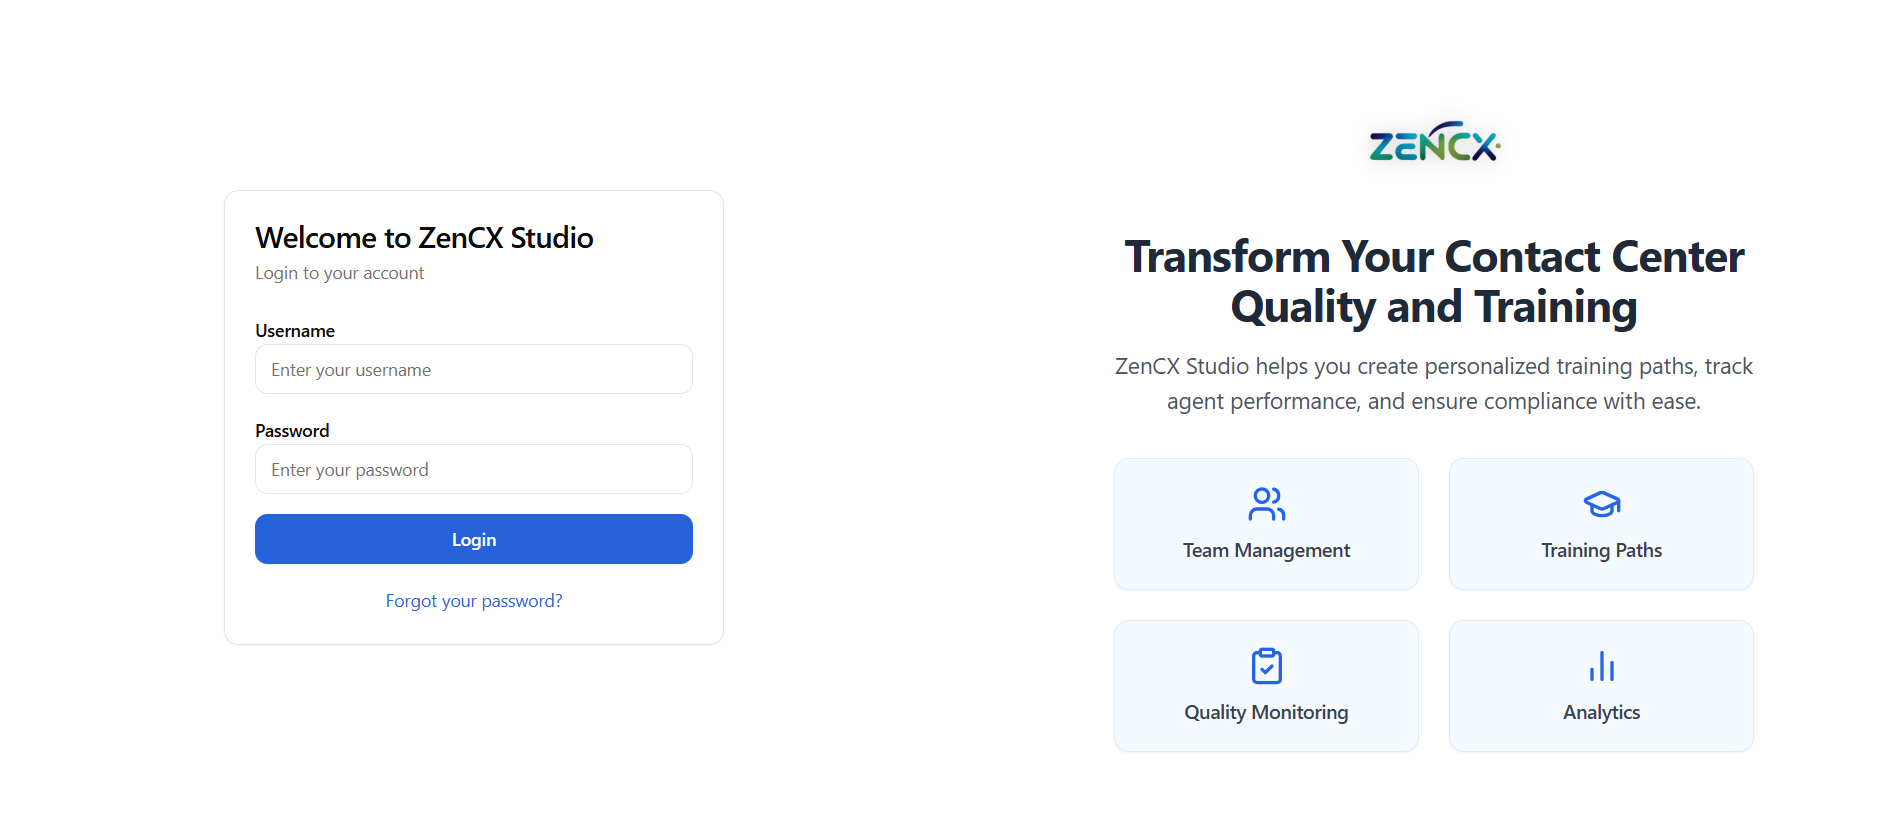 Welcome to ZenCX Studio
Login to your account
Username
Enter your username
Password
Enter your password
Login
Forgot your password?
ZENCX
Transform Your Contact Center
Quality and Training
ZenCX Studio helps you create personalized training paths, track
agent performance, and ensure compliance with ease.
Team Management
Training Paths
Quality Monitoring
Analytics